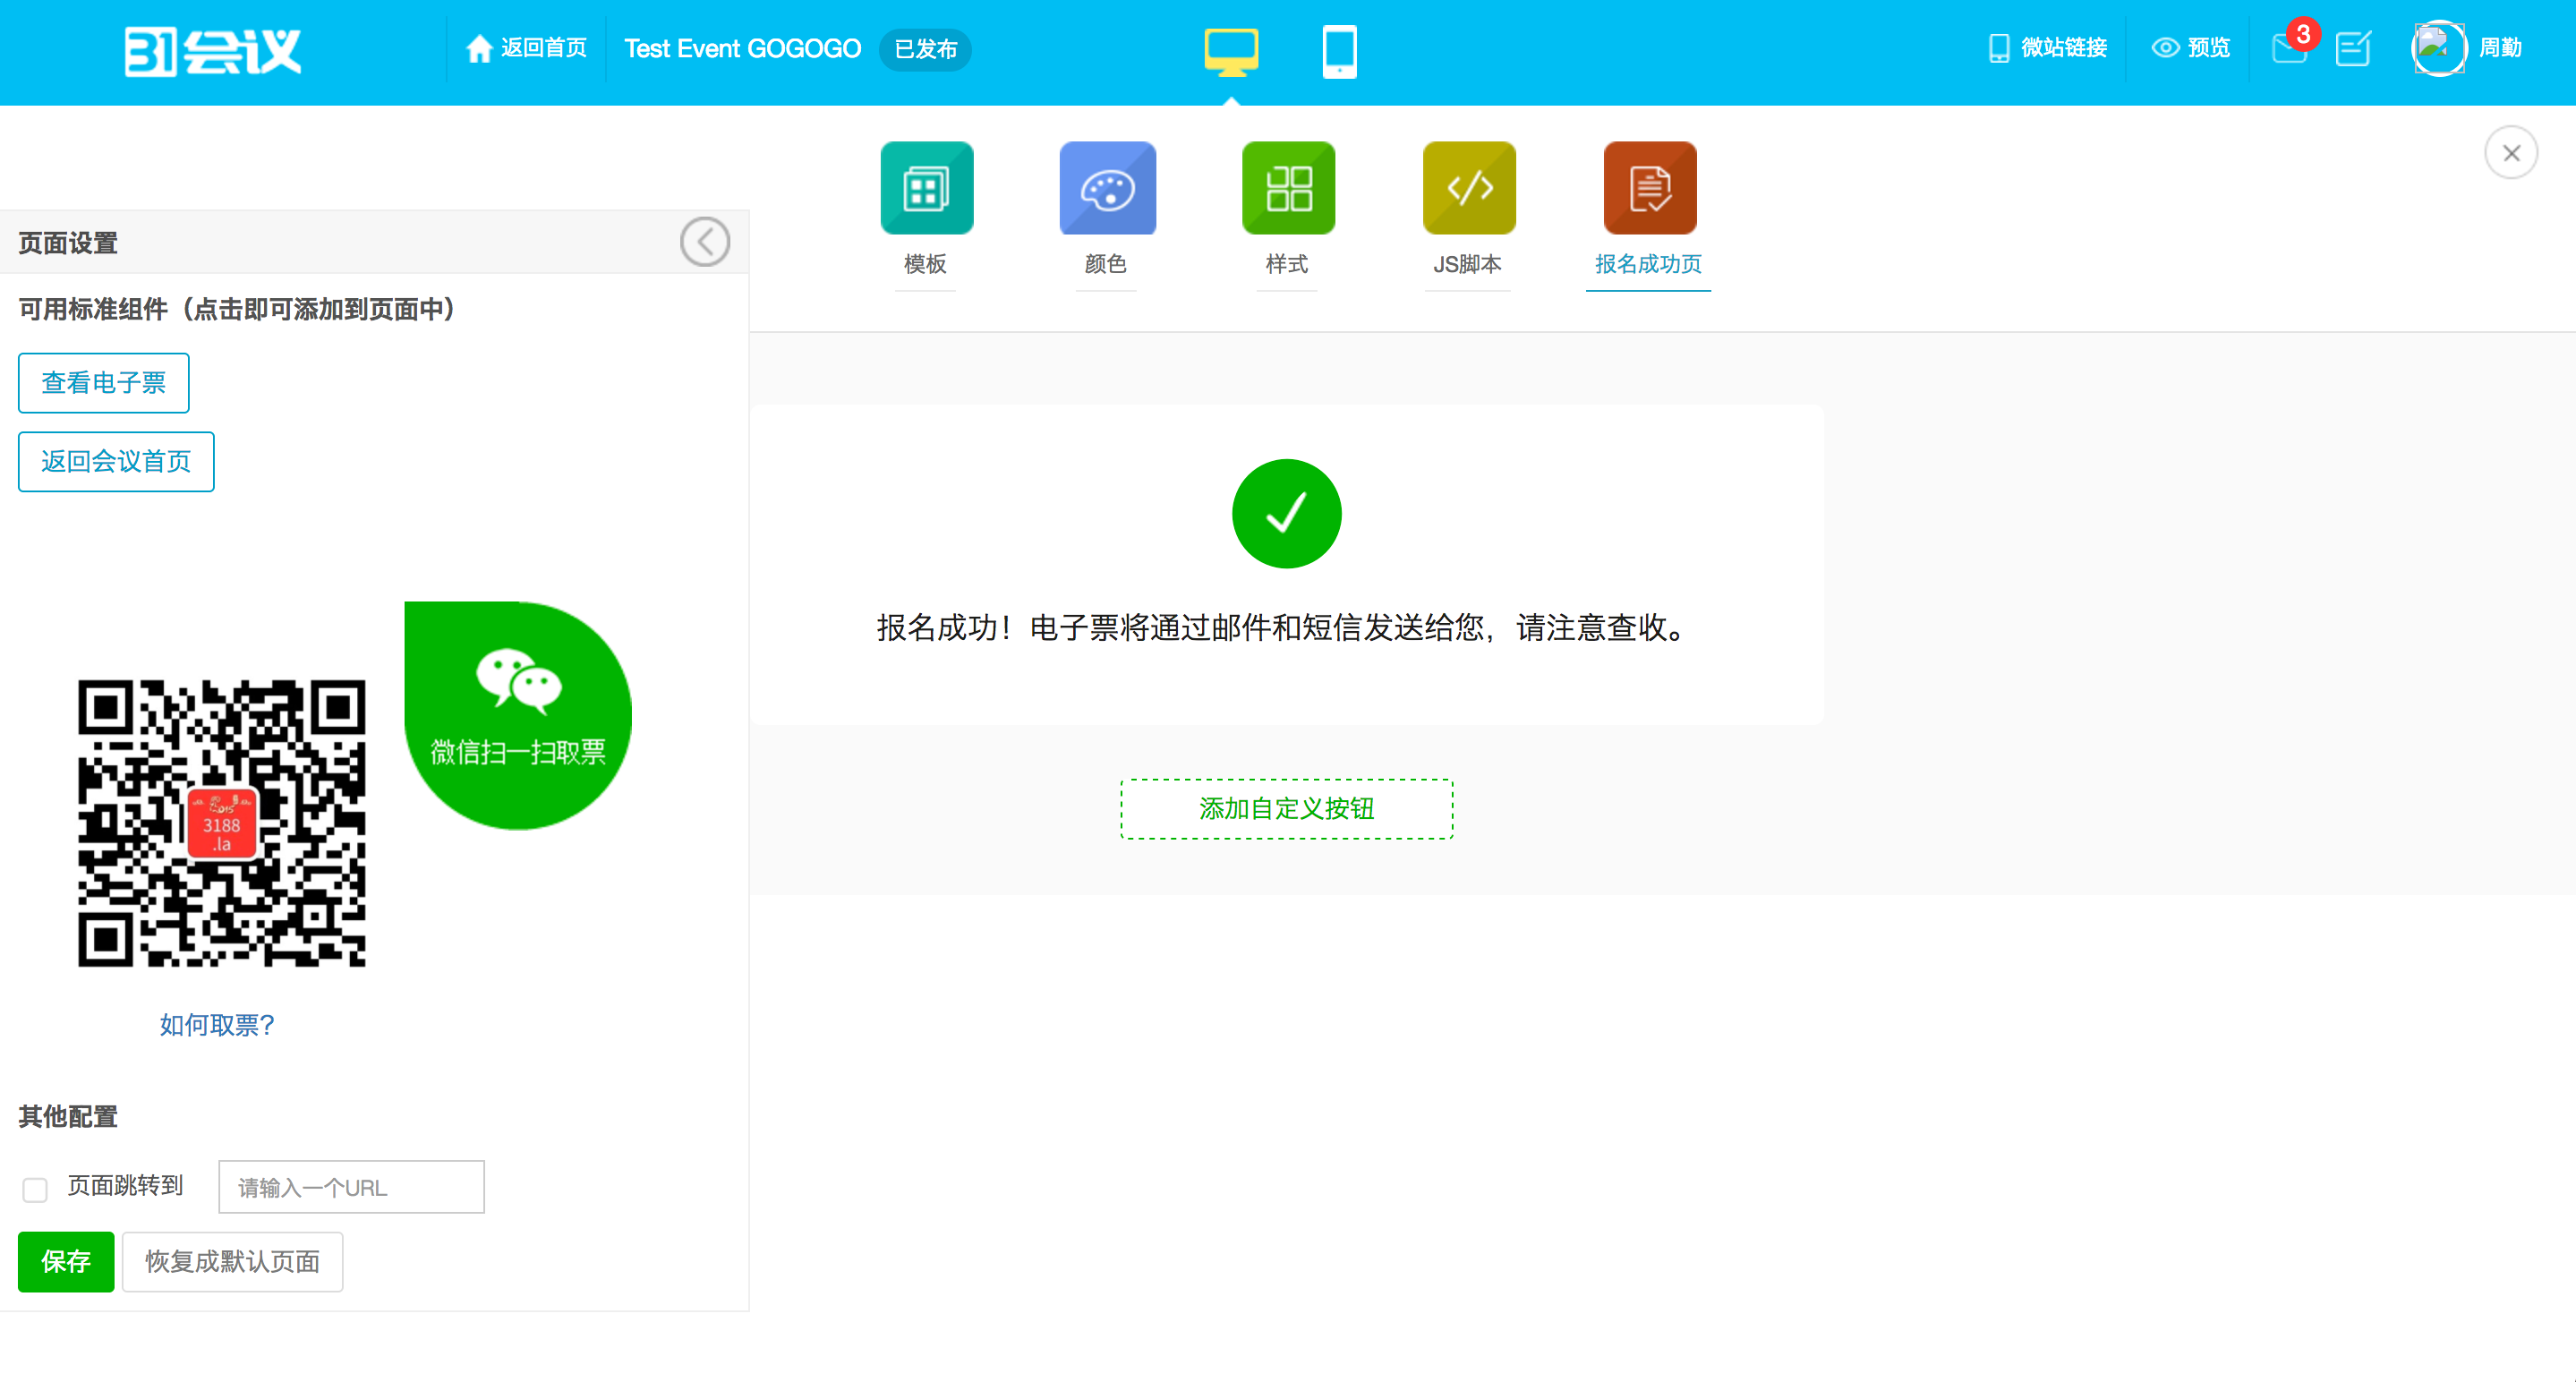 31会议
返回首页
Test Event GOGOGO
已发布
微站链接
预览
3
周勤
模板
颜色
样式
JS脚本
报名成功页
页面设置
可用标准组件（点击即可添加到页面中）
查看电子票
返回会议首页
微信扫一扫取票
3188
.la
如何取票?
其他配置
页面跳转到
请输入一个URL
保存
恢复成默认页面
报名成功！电子票将通过邮件和短信发送给您，请注意查收。
添加自定义按钮